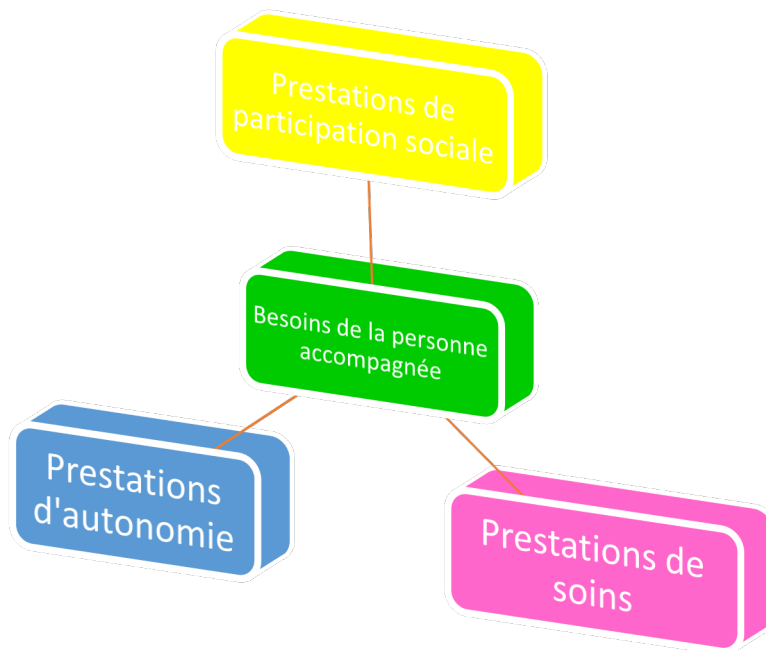 Prestations de
participation sociale
Besoins de la personne
accompagnée
Prestations
d'autonomie
Prestations de
soins